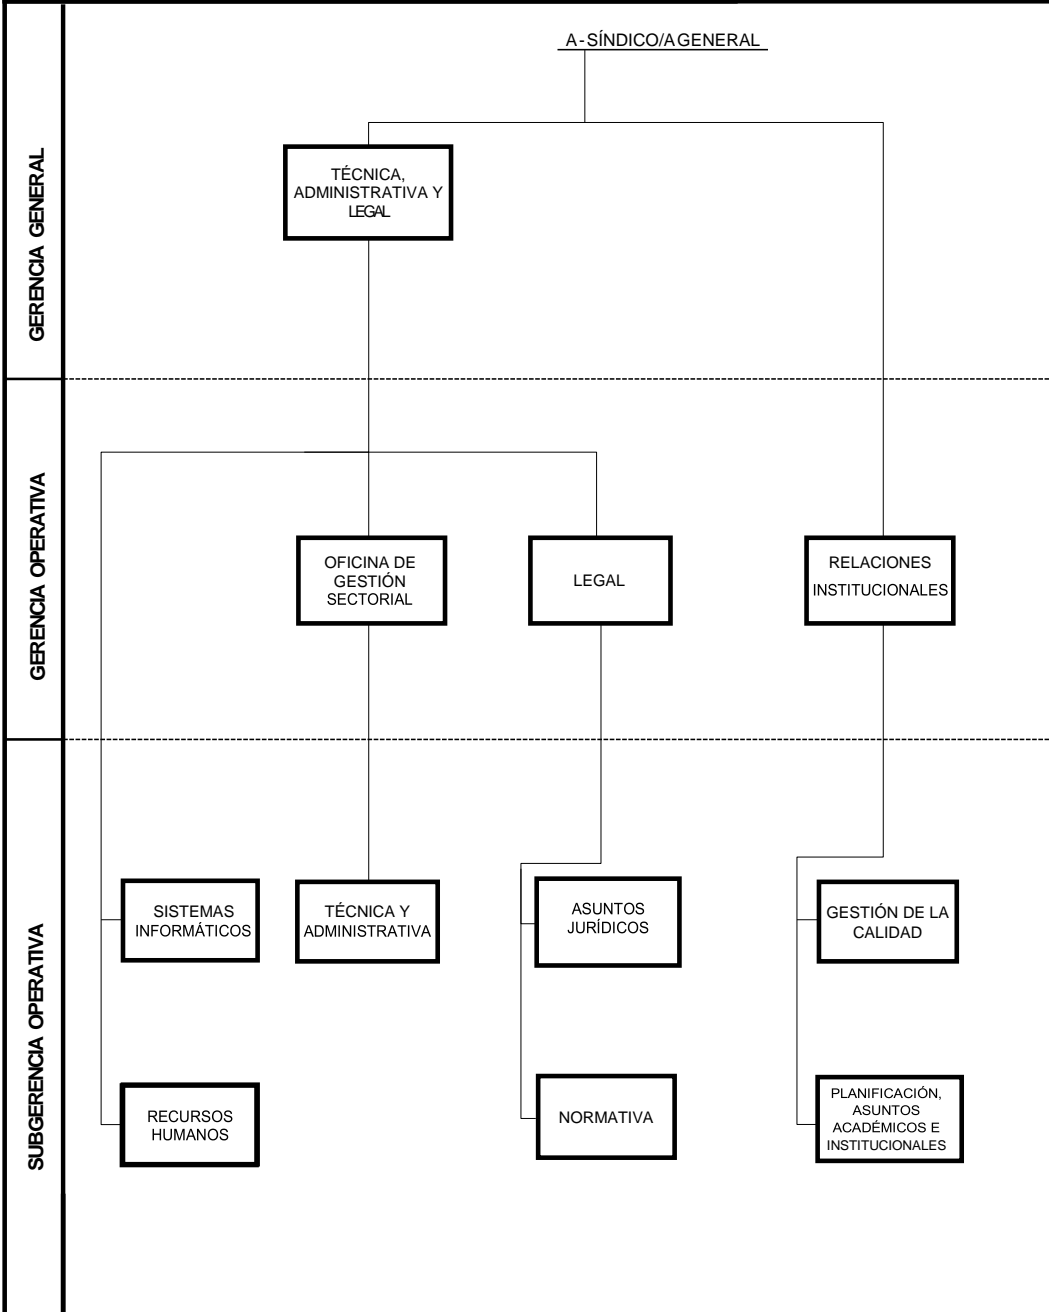 A-SÍNDICO/A GENERAL
GERENCIA GENERAL
TÉCNICA,
ADMINISTRATIVA Y
LEGAL
GERENCIA OPERATIVA
OFICINA DE
GESTIÓN
SECTORIAL
LEGAL
RELACIONES
INSTITUCIONALES
SUBGERENCIA OPERATIVA
SISTEMAS
INFORMÁTICOS
TÉCNICA Y
ADMINISTRATIVA
ASUNTOS
JURÍDICOS
GESTIÓN DE LA
CALIDAD
RECURSOS
HUMANOS
NORMATIVA
PLANIFICACIÓN,
ASUNTOS
ACADÉMICOS E
INSTITUCIONALES